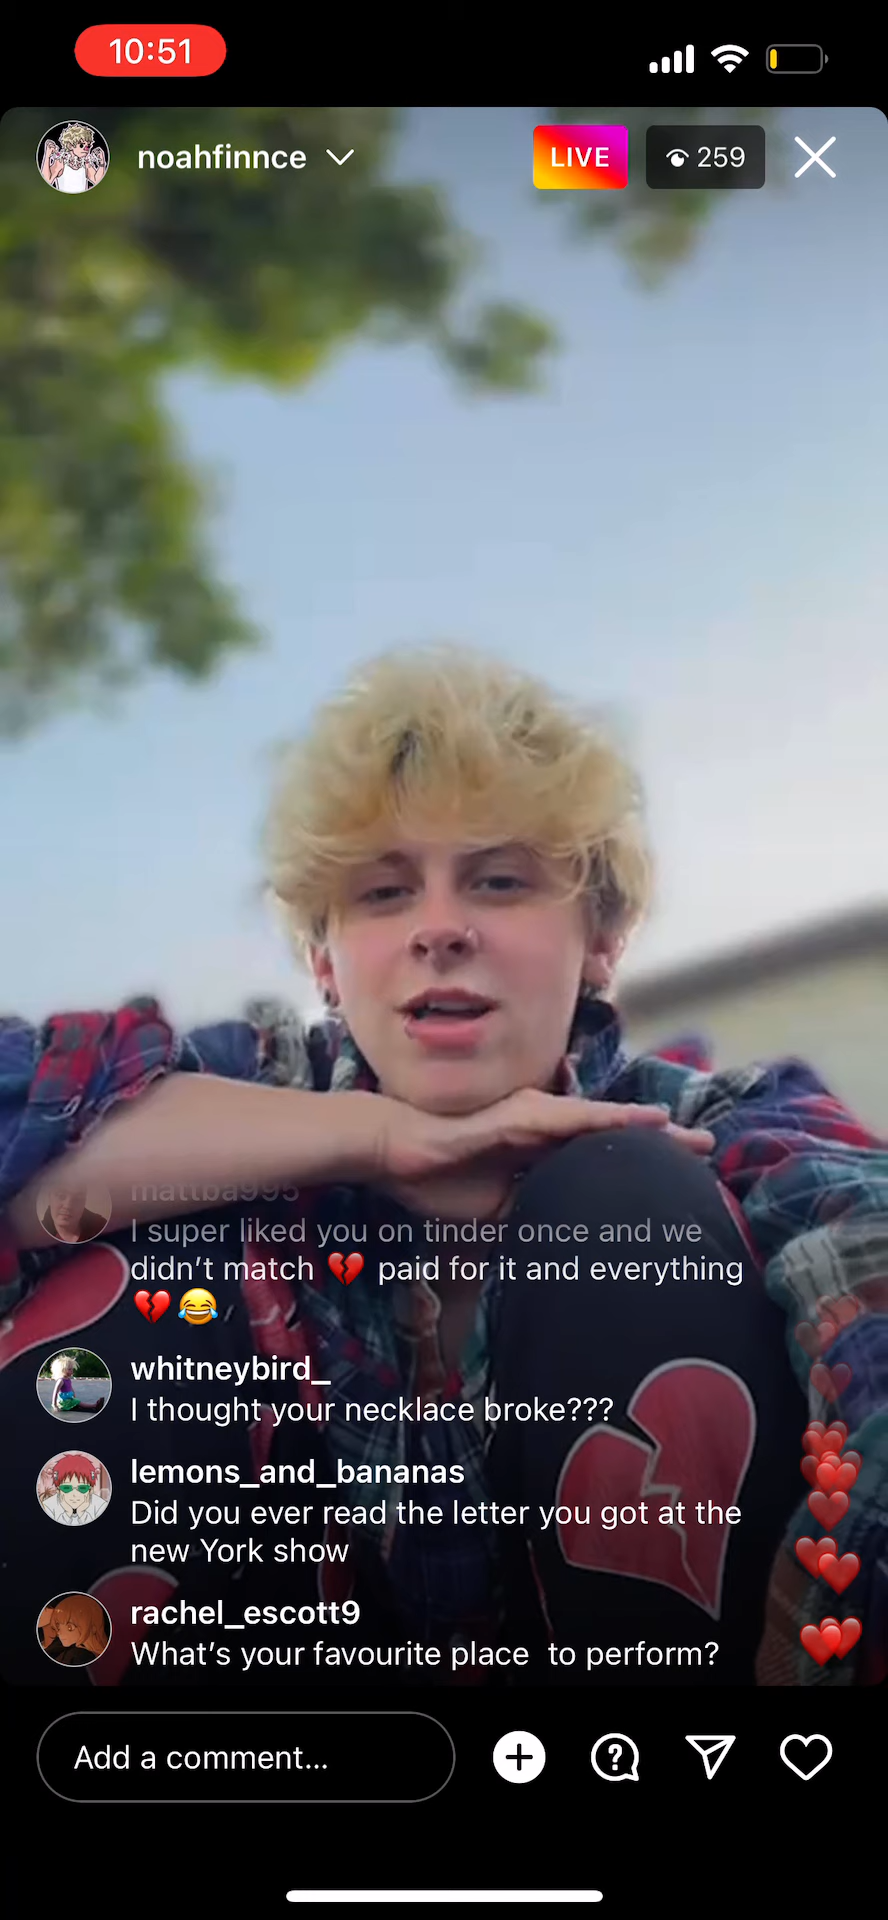 10:51
noahfinnce
LIVE
259
mattba995
I super liked you on tinder once and we
didn't match 💔 paid for it and everything
💔😂
whitneybird_
I thought your necklace broke???
lemons_and_bananas
Did you ever read the letter you got at the
new York show
rachel_escott9
What's your favourite place to perform?
Add a comment...